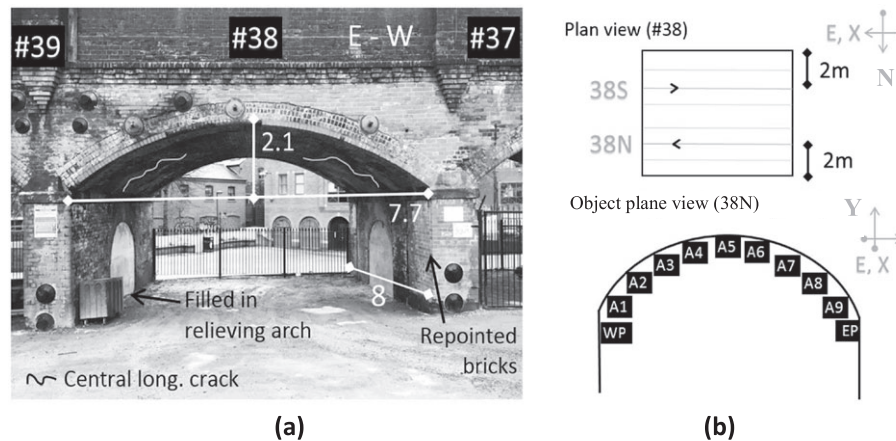 #39
#38
E - W
#37
2.1
7.7
8
Filled in
relieving arch
Repointed
bricks
Central long. crack
(a)
Plan view (#38)
E, X
N
2m
38S
38N
2m
Object plane view (38N)
Y
E, X
A1
A2
A3
A4
A5
A6
A7
A8
A9
WP
EP
(b)